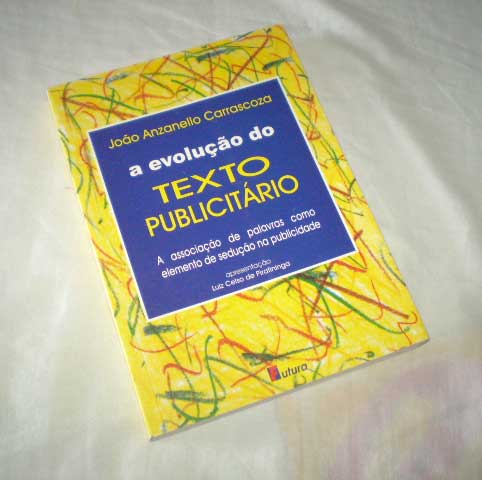 João Anzanello Carrascoza
a evolução do
TEXTO
PUBLICITÁRIO
A associação de palavras como
elemento de sedução na publicidade
apresentação
Luiz Celso de Piratininga
Futura